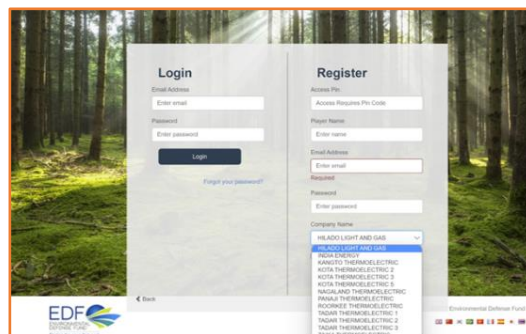 Login
Email Address
Enter email
Password
Enter password
Login
Forgot your password?
Register
Access Pin
Access Requires Pin Code
Player Name
Enter name
Email Address
Enter email
Required
Password
Enter password
Company Name
HILADO LIGHT AND GAS
HILADO LIGHT AND GAS
INDIA ENERGY
KANGTO THERMOELECTRIC
KOTA THERMOELECTRIC 2
KOTA THERMOELECTRIC 3
KOTA THERMOELECTRIC 5
NAGALAND THERMOELECTRIC
PANAJI THERMOELECTRIC
ROORKEE THERMOELECTRIC
TADAR THERMOELECTRIC 1
TADAR THERMOELECTRIC 2
TADAR THERMOELECTRIC 3
Back
EDF
ENVIRONMENTAL
DEFENSE FUND
Environmental Defense Fund